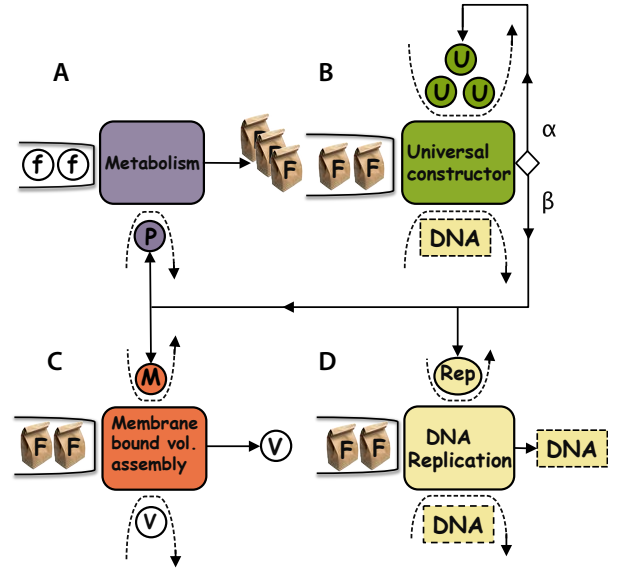 A
B
U
U U
α
β
f f
Metabolism
F
F
F
F F
Universal
constructor
P
DNA
C
D
M
Rep
F F
Membrane
bound vol.
assembly
V
F F
DNA
Replication
DNA
V
DNA